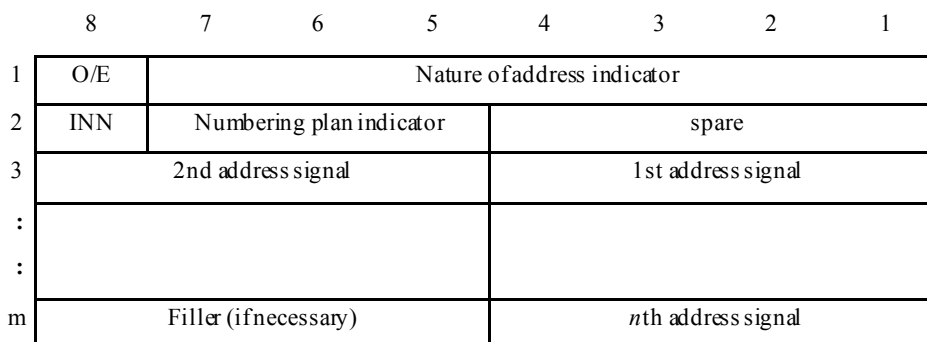 8 7 6 5 4 3 2 1
1 O/E Nature of address indicator
2 INN Numbering plan indicator spare
3 2nd address signal 1st address signal
:
:
m Filler (if necessary) nth address signal